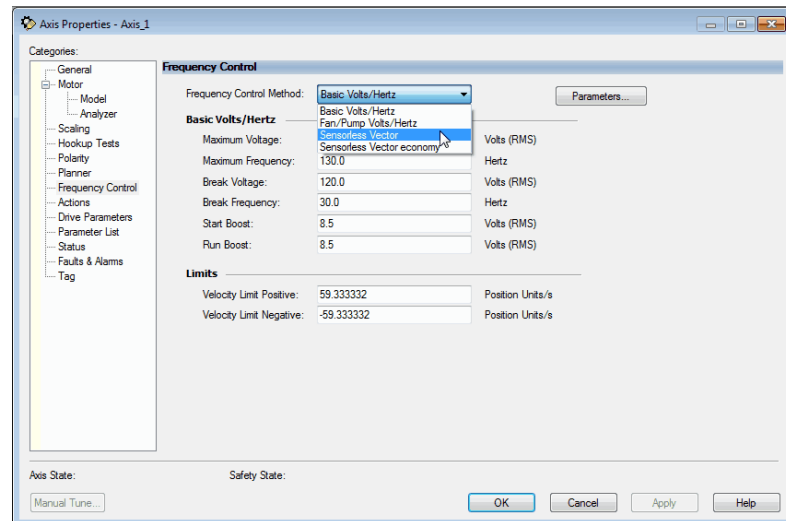 Axis Properties - Axis_1
Categories:
General
Motor
Model
Analyzer
Scaling
Hookup Tests
Polarity
Planner
Frequency Control
Actions
Drive Parameters
Parameter List
Status
Faults & Alarms
Tag
Frequency Control
Frequency Control Method: Basic Volts/Hertz Parameters...
Basic Volts/Hertz
Fan/Pump Volts/Hertz
Sensorless Vector
Sensorless Vector economy
Basic Volts/Hertz
Maximum Voltage: Volts (RMS)
Maximum Frequency: 130.0 Hertz
Break Voltage: 120.0 Volts (RMS)
Break Frequency: 30.0 Hertz
Start Boost: 8.5 Volts (RMS)
Run Boost: 8.5 Volts (RMS)
Limits
Velocity Limit Positive: 59.333332 Position Units/s
Velocity Limit Negative: -59.333332 Position Units/s
Axis State: Safety State:
Manual Tune... OK Cancel Apply Help